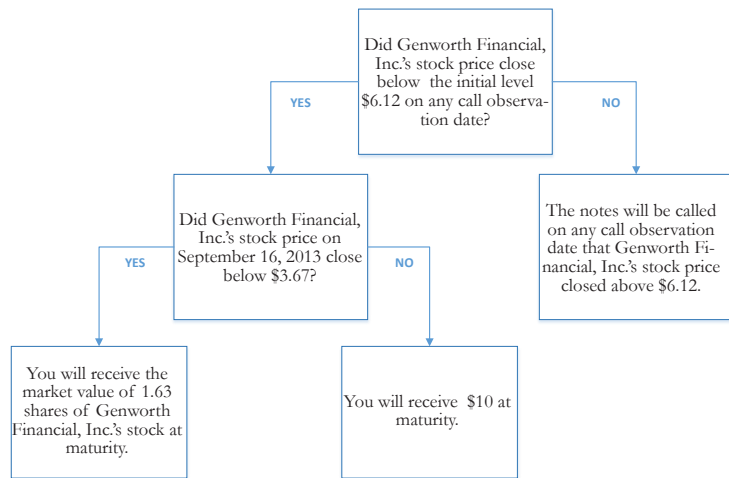 Did Genworth Financial,
Inc.'s stock price close
below the initial level
$6.12 on any call observa-
tion date?
YES
NO
Did Genworth Financial,
Inc.'s stock price on
September 16, 2013 close
below $3.67?
The notes will be called
on any call observation
date that Genworth Fi-
nancial, Inc.'s stock price
closed above $6.12.
YES
NO
You will receive the
market value of 1.63
shares of Genworth
Financial, Inc.'s stock at
maturity.
You will receive $10 at
maturity.